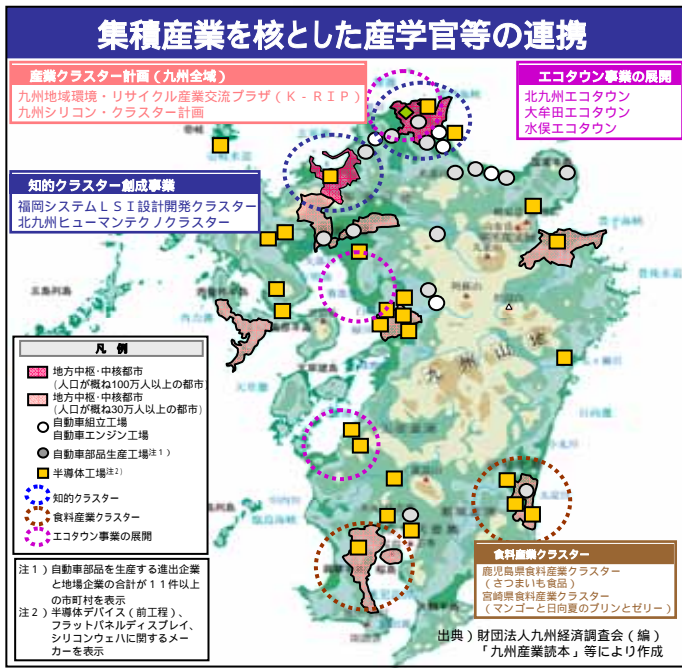 集積産業を核とした産学官等の連携
産業クラスター計画（九州全域）
九州地域環境・リサイクル産業交流プラザ（Ｋ-ＲＩＰ）
九州シリコン・クラスター計画
エコタウン事業の展開
北九州エコタウン
大牟田エコタウン
水俣エコタウン
知的クラスター創成事業
福岡システムＬＳＩ設計開発クラスター
北九州ヒューマンテクノクラスター
九州山地
凡 例
地方中枢・中核都市
(人口が概ね100万人以上の都市)
地方中枢・中核都市
(人口が概ね30万人以上の都市)
自動車組立工場
自動車エンジン工場
自動車部品生産工場注１）
半導体工場注２）
知的クラスター
食料産業クラスター
エコタウン事業の展開
注１）自動車部品を生産する進出企業
と地場企業の合計が１１件以上
の市町村を表示
注２）半導体デバイス（前工程）、
フラットパネルディスプレイ、
シリコンウェハに関するメー
カーを表示
食料産業クラスター
鹿児島県食料産業クラスター
（さつまいも食品）
宮崎県食料産業クラスター
（マンゴーと日向夏のプリンとゼリー）
出典）財団法人九州経済調査会（編）
「九州産業読本」等により作成